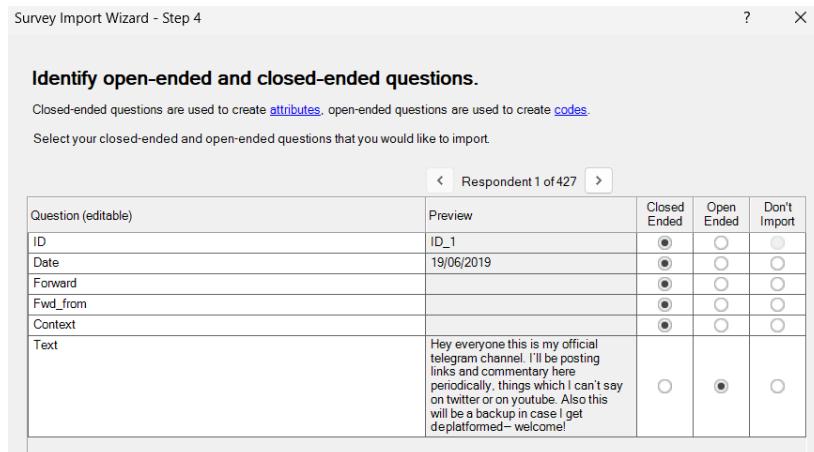 Survey Import Wizard - Step 4 ? ×
Identify open-ended and closed-ended questions.
Closed-ended questions are used to create attributes, open-ended questions are used to create codes.
Select your closed-ended and open-ended questions that you would like to import.
< Respondent 1 of 427 >
Question (editable)
Preview
Closed
Ended
Open
Ended
Don't
Import
ID
ID_1
Date
19/06/2019
Forward
Fwd_from
Context
Text
Hey everyone this is my official
telegram channel. I'll be posting
links and commentary here
periodically, things which I can't say
on twitter or on youtube. Also this
will be a backup in case I get
deplatformed– welcome!